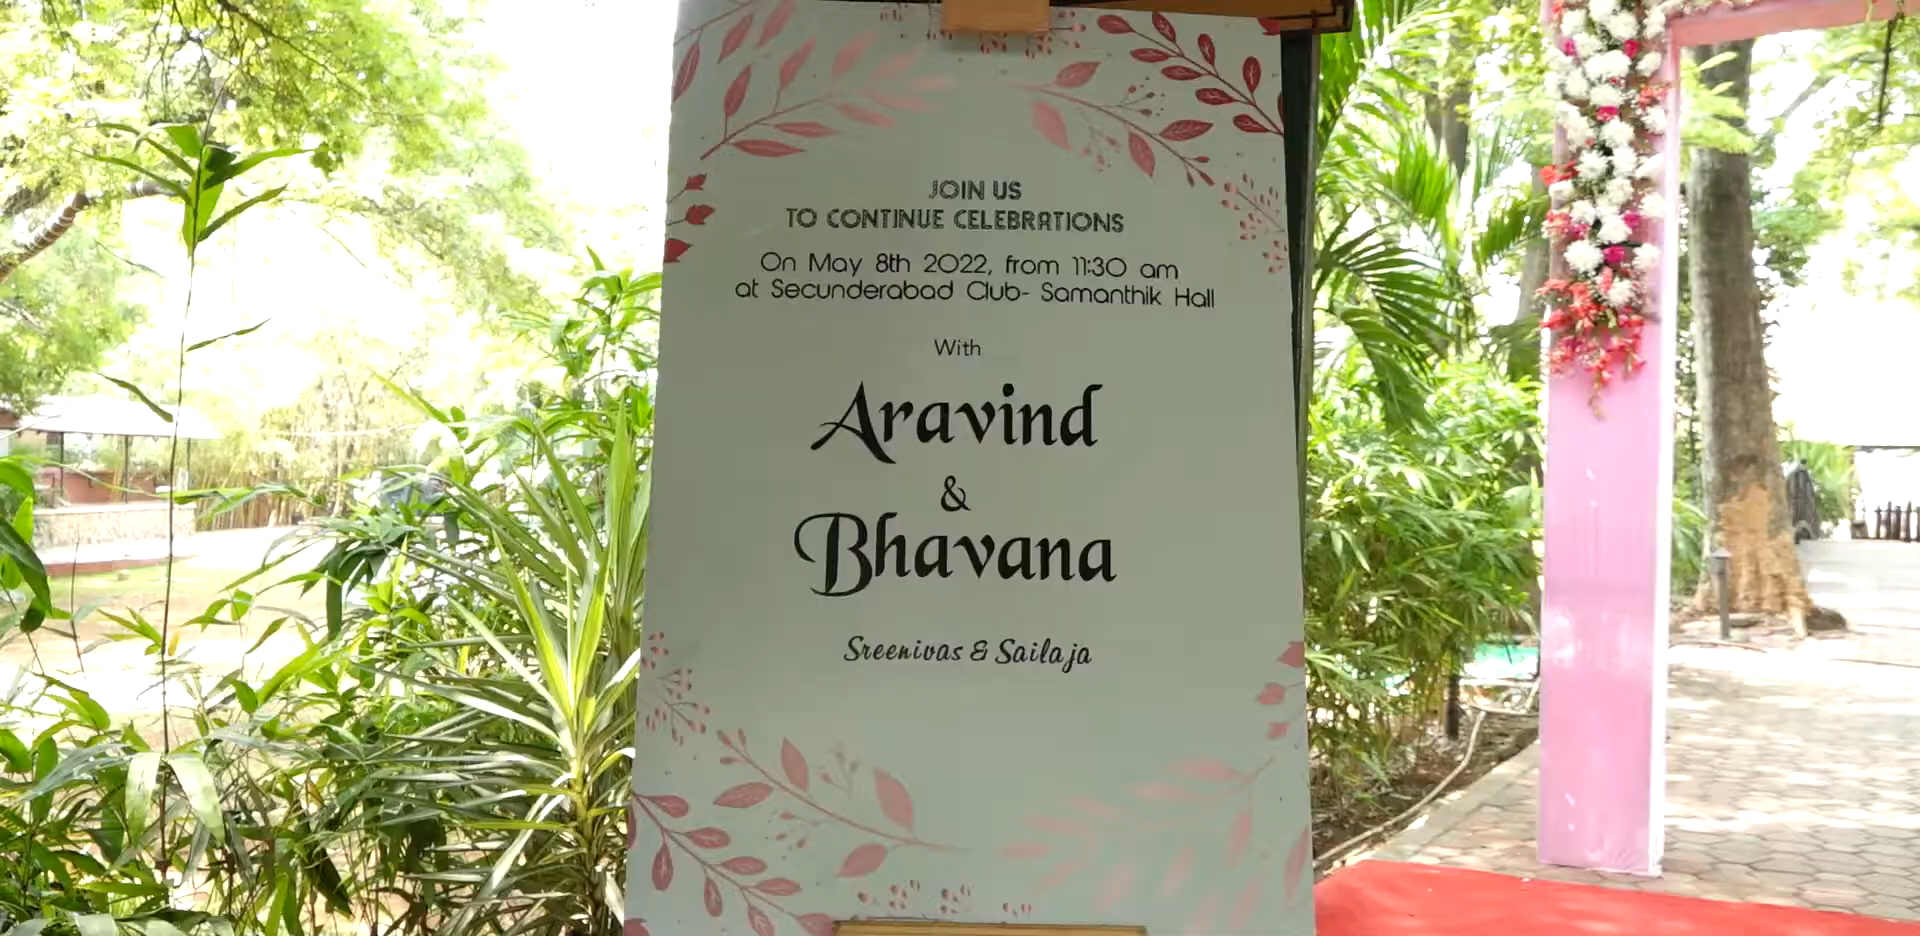 JOIN US
TO CONTINUE CELEBRATIONS
On May 8th 2022, from 11:30 am
at Secunderabad Club- Samanthik Hall
With
Aravind
&
Bhavana
Sreenivas & Sailaja